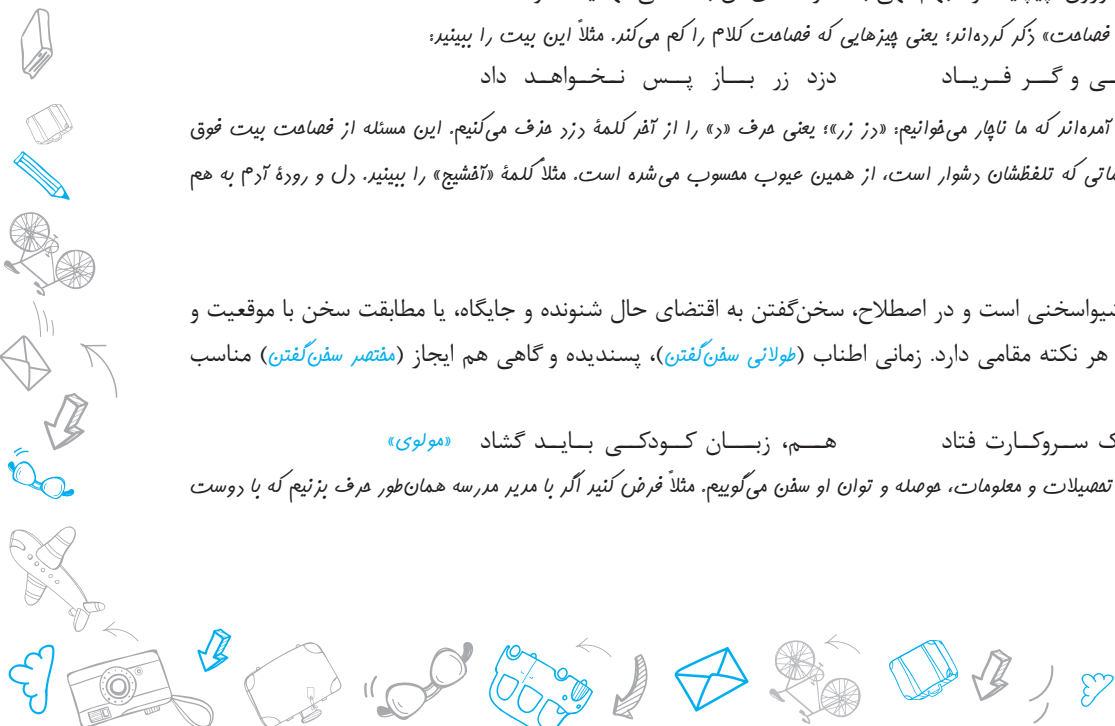 فصاحت» ذکر کرده‌اند؛ یعنی چیزهایی که فصاحت کلام را کم می‌کند. مثلاً این بیت را ببینید:
و گر فریاد دزد زر باز پس نخواهد داد
آمده‌اند که ما ناچار می‌خوانیم: «دز زر»؛ یعنی حرف «د» را از آخر کلمۀ دزد حذف می‌کنیم. این مسئله از فصاحت بیت فوق
که تلفظشان دشوار است، از همین عیوب محسوب می‌شده است. مثلاً کلمۀ «آخشیج» را ببینید. دل و رودۀ آدم به هم
شیواسخنی است و در اصطلاح، سخن‌گفتن به اقتضای حال شنونده و جایگاه، یا مطابقت سخن با موقعیت و
هر نکته مقامی دارد. زمانی اطناب (طولانی سخن‌گفتن)، پسندیده و گاهی هم ایجاز (مختصر سخن‌گفتن) مناسب
سروکارت فتاد هم، زبان کودکی باید گشاد «مولوی»
تحصیلات و معلومات، حوصله و توان او سخن می‌گوییم. مثلاً فرض کنید اگر با مدیر مدرسه همان‌طور حرف بزنیم که با دوست